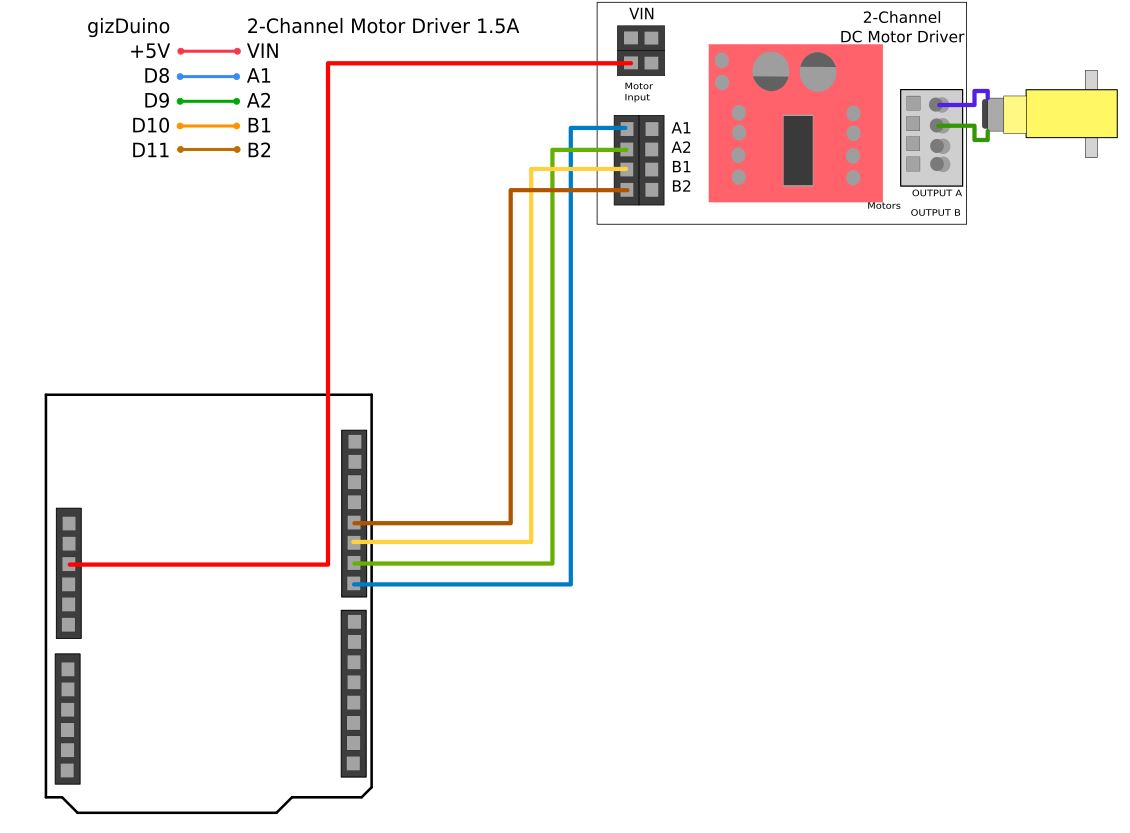 gizDuino 2-Channel Motor Driver 1.5A
+5V VIN
D8 A1
D9 A2
D10 B1
D11 B2
VIN
Motor
Input
A1
A2
B1
B2
2-Channel
DC Motor Driver
OUTPUT A
Motors
OUTPUT B